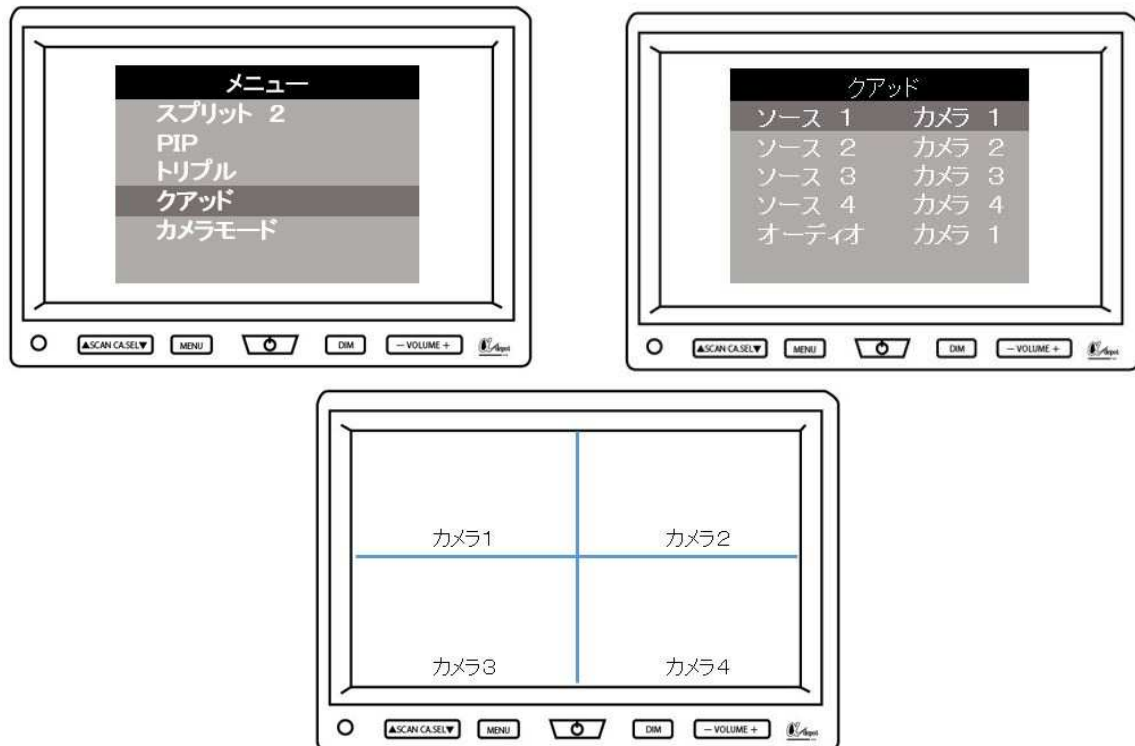 メニュー
スプリット 2
PIP
トリプル
クアッド
カメラモード
▲SCAN CA.SEL▼ MENU DIM − VOLUME +
クアッド
ソース 1 カメラ 1
ソース 2 カメラ 2
ソース 3 カメラ 3
ソース 4 カメラ 4
オーディオ カメラ 1
▲SCAN CA.SEL▼ MENU DIM − VOLUME +
カメラ1 カメラ2
カメラ3 カメラ4
▲SCAN CA.SEL▼ MENU DIM − VOLUME +